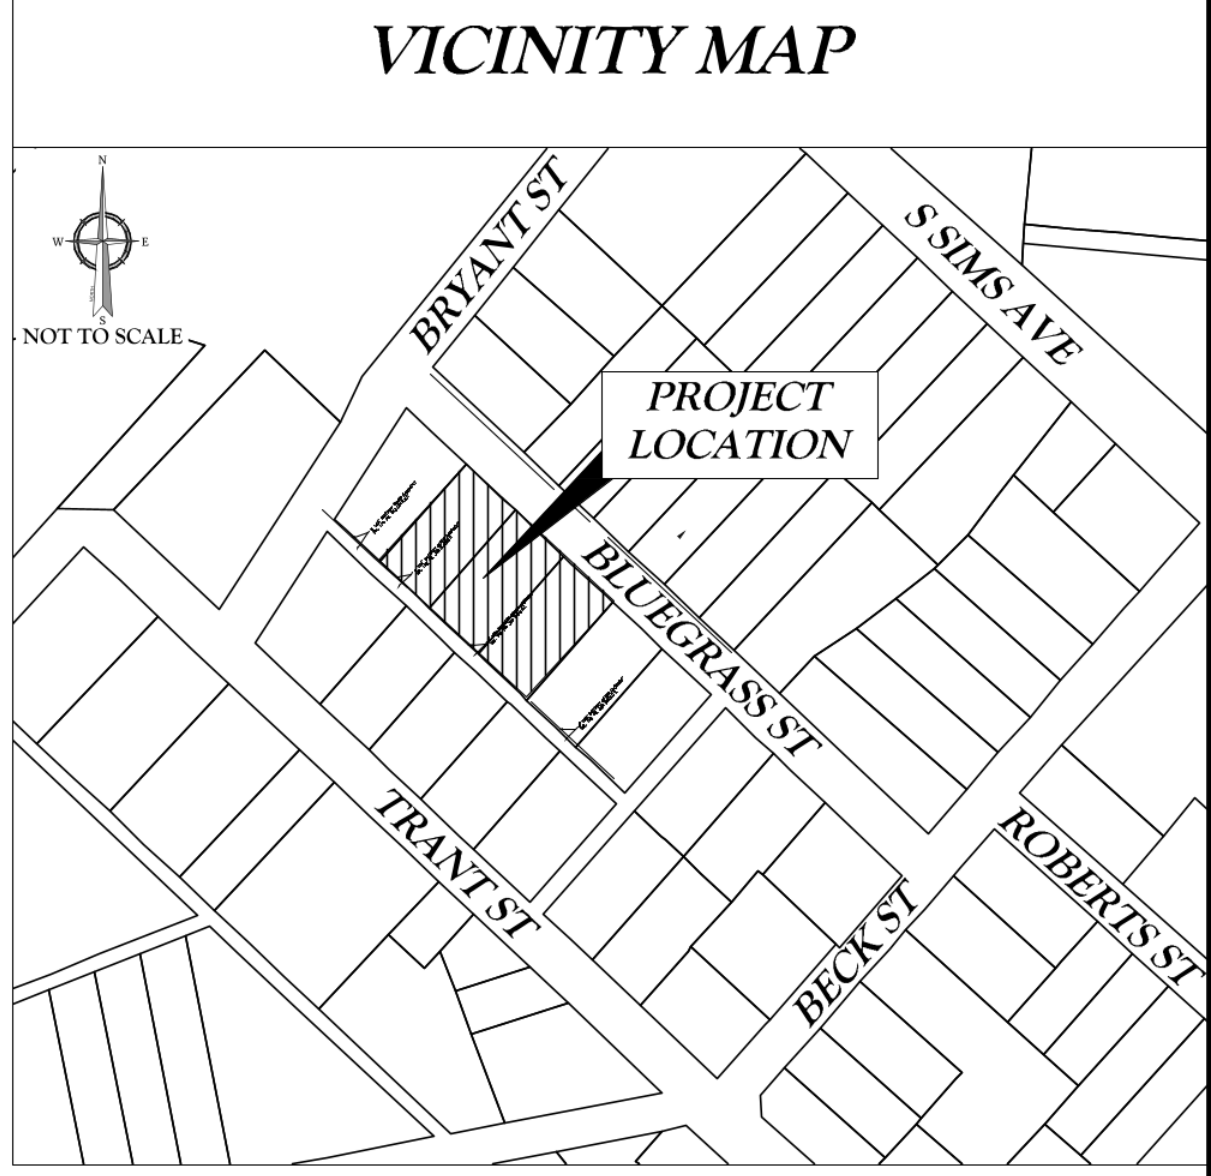 VICINITY MAP
N
W
E
S
NOT TO SCALE
BRYANT ST
S SIMS AVE
PROJECT
LOCATION
BLUEGRASS ST
TRANT ST
BECK ST
ROBERTS ST